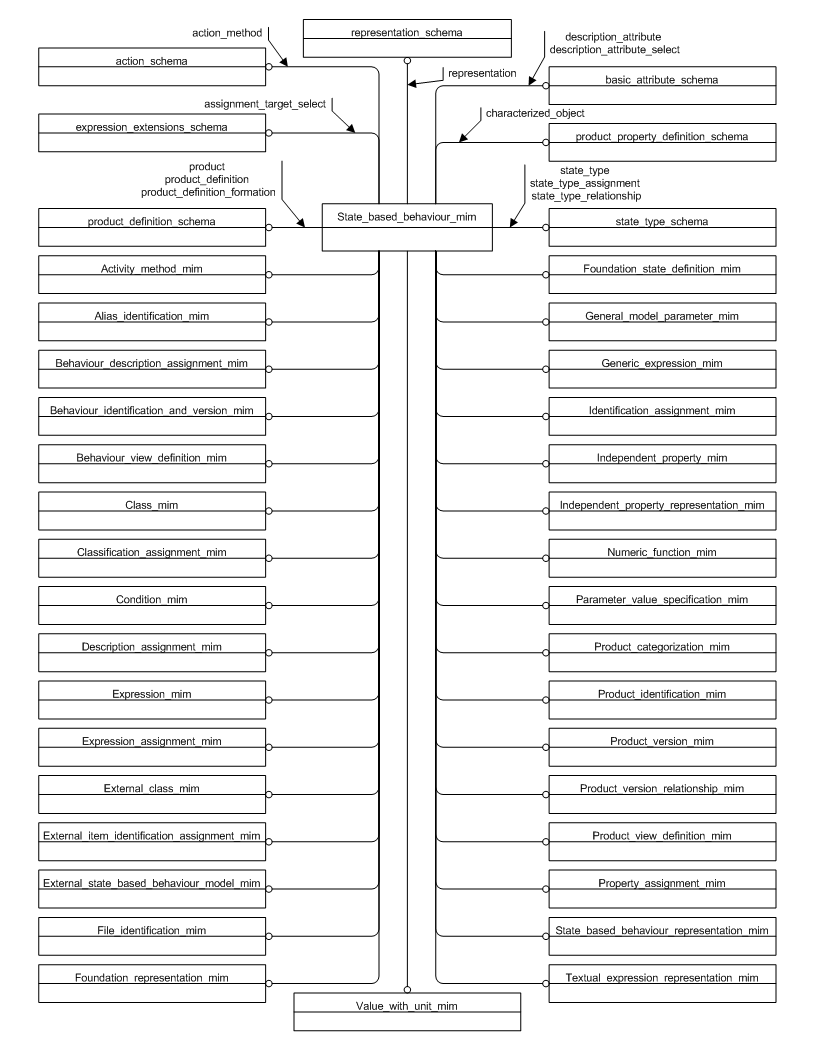 representation_schema
action_method
description_attribute
description_attribute_select
action_schema
representation
basic_attribute_schema
assignment_target_select
characterized_object
expression_extensions_schema
product_property_definition_schema
product
product_definition
product_definition_formation
state_type
state_type_assignment
state_type_relationship
product_definition_schema
State_based_behaviour_mim
state_type_schema
Activity_method_mim
Foundation_state_definition_mim
Alias_identification_mim
General_model_parameter_mim
Behaviour_description_assignment_mim
Generic_expression_mim
Behaviour_identification_and_version_mim
Identification_assignment_mim
Behaviour_view_definition_mim
Independent_property_mim
Class_mim
Independent_property_representation_mim
Classification_assignment_mim
Numeric_function_mim
Condition_mim
Parameter_value_specification_mim
Description_assignment_mim
Product_categorization_mim
Expression_mim
Product_identification_mim
Expression_assignment_mim
Product_version_mim
External_class_mim
Product_version_relationship_mim
External_item_identification_assignment_mim
Product_view_definition_mim
External_state_based_behaviour_model_mim
Property_assignment_mim
File_identification_mim
State_based_behaviour_representation_mim
Foundation_representation_mim
Textual_expression_representation_mim
Value_with_unit_mim